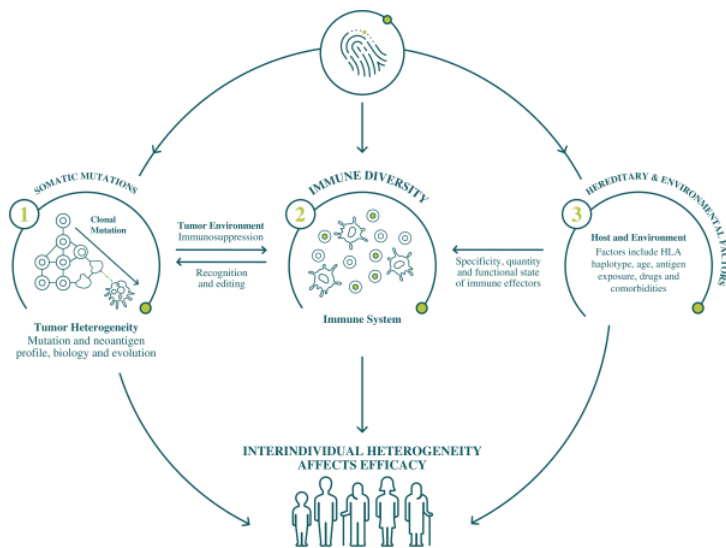 SOMATIC MUTATIONS
1
Clonal
Mutation
Tumor Heterogeneity
Mutation and neoantigen
profile, biology and evolution
Tumor Environment
Immunosuppression
Recognition
and editing
IMMUNE DIVERSITY
2
Immune System
Specificity, quantity
and functional state
of immune effectors
HEREDITARY & ENVIRONMENTAL FACTORS
3
Host and Environment
Factors include HLA
haplotype, age, antigen
exposure, drugs and
comorbidities
INTERINDIVIDUAL HETEROGENEITY
AFFECTS EFFICACY